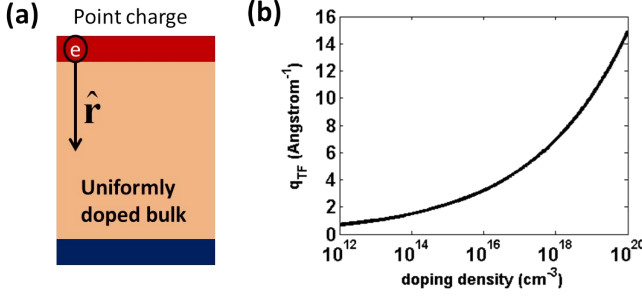 (a)
Point charge
e
r̂
Uniformly
doped bulk
(b)
q_TF (Angstrom⁻¹)
16
14
12
10
8
6
4
2
0
10¹² 10¹⁴ 10¹⁶ 10¹⁸ 10²⁰
doping density (cm⁻³)